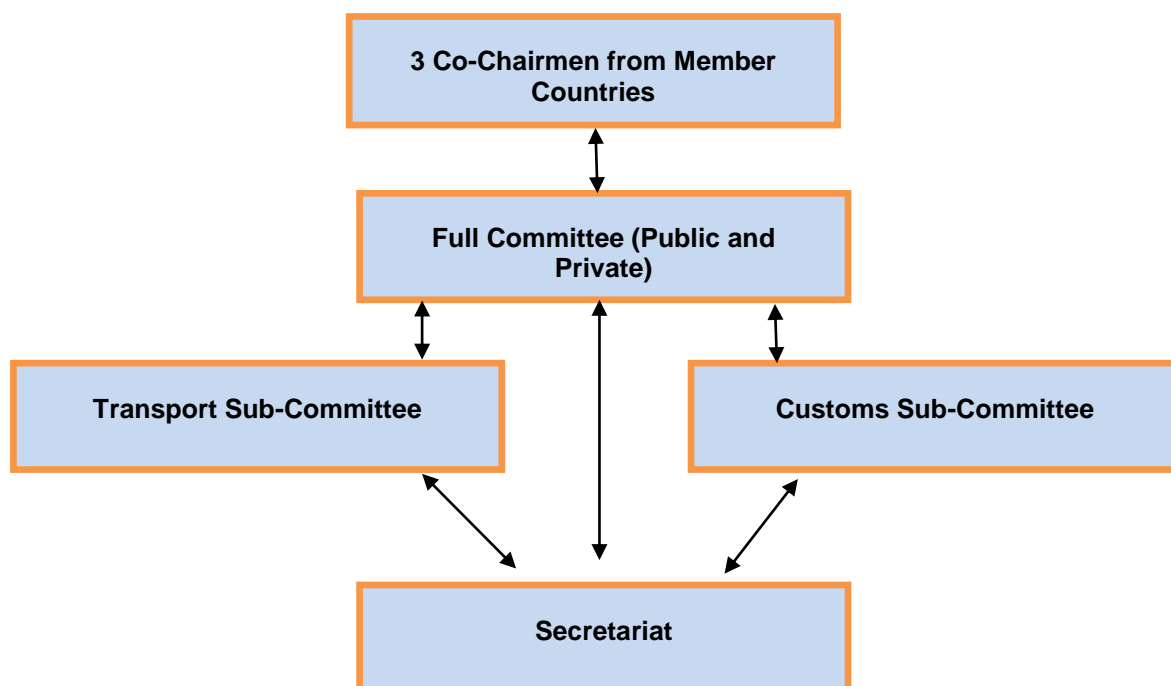 3 Co-Chairmen from Member
Countries
Full Committee (Public and
Private)
Transport Sub-Committee
Customs Sub-Committee
Secretariat